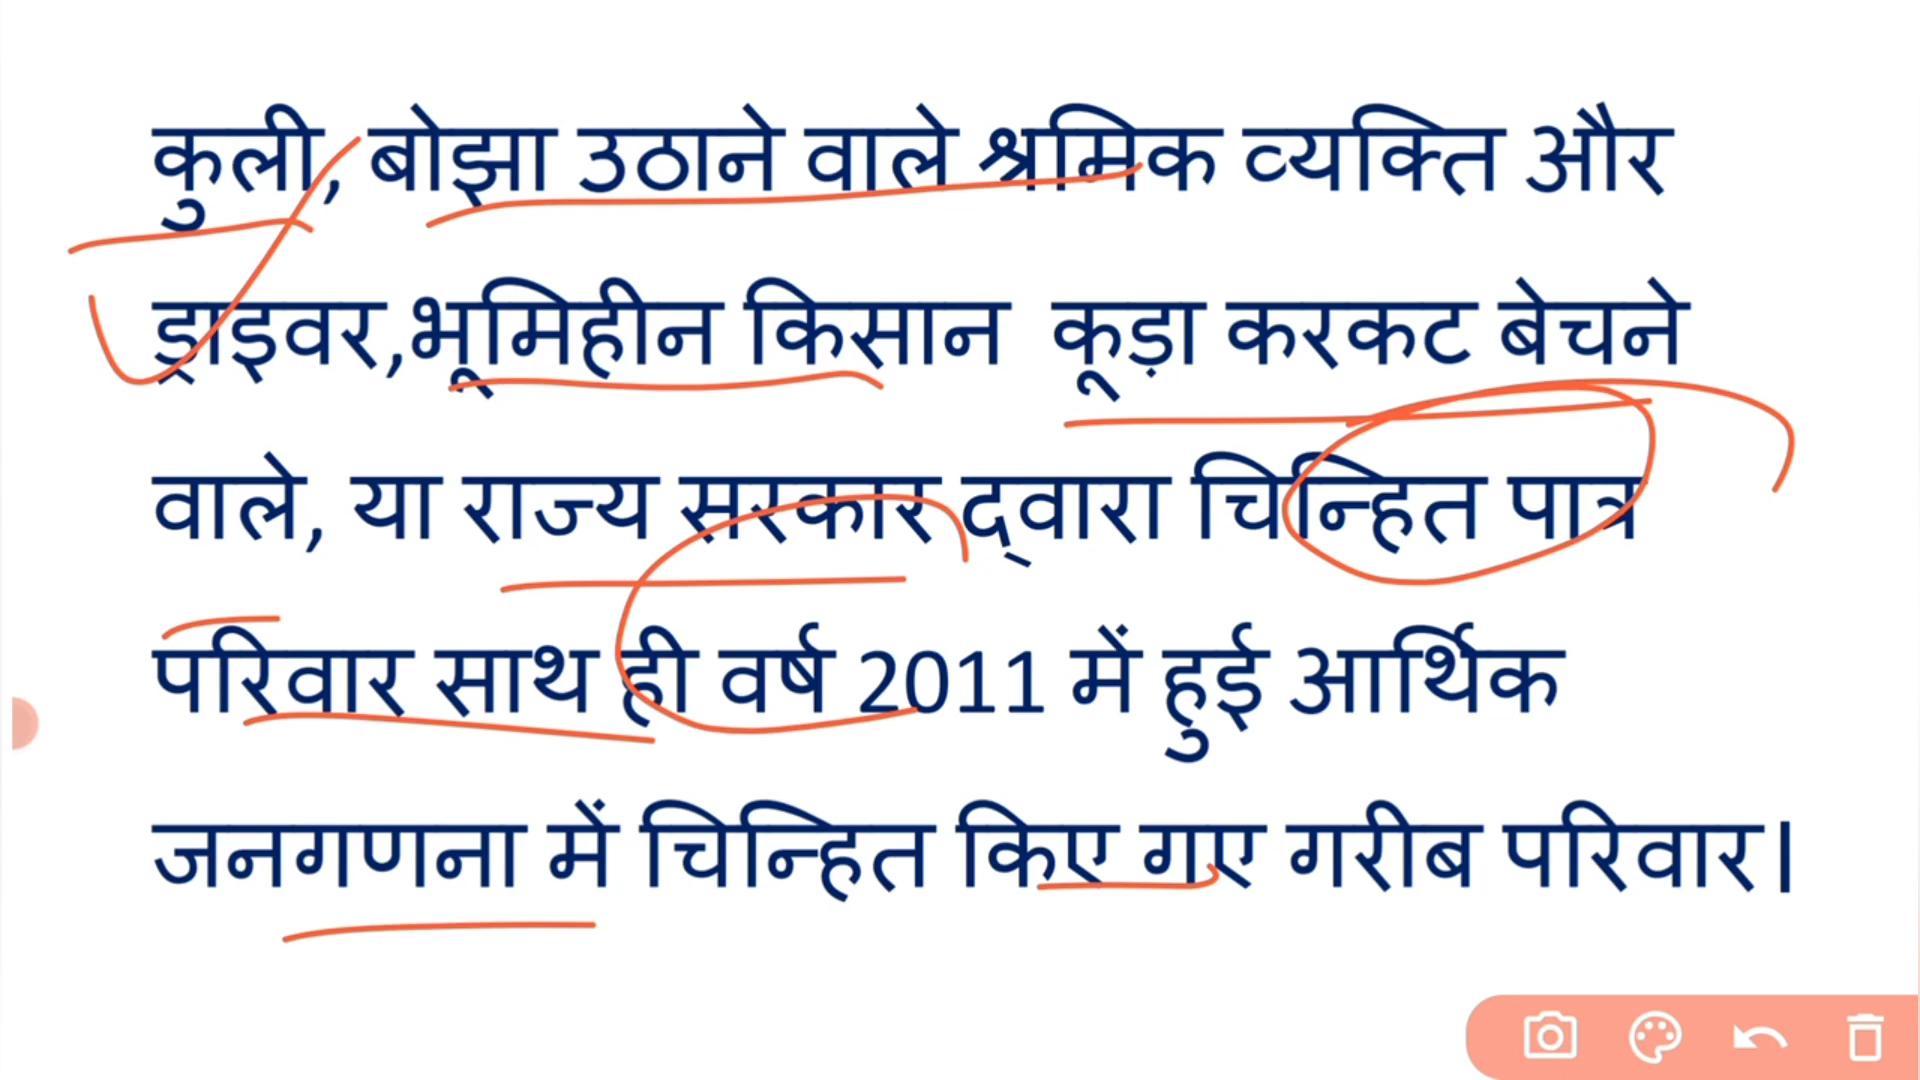 कुली, बोझा उठाने वाले श्रमिक व्यक्ति और
ड्राइवर,भूमिहीन किसान कूड़ा करकट बेचने
वाले, या राज्य सरकार द्वारा चिन्हित पात्र
परिवार साथ ही वर्ष 2011 में हुई आर्थिक
जनगणना में चिन्हित किए गए गरीब परिवार।